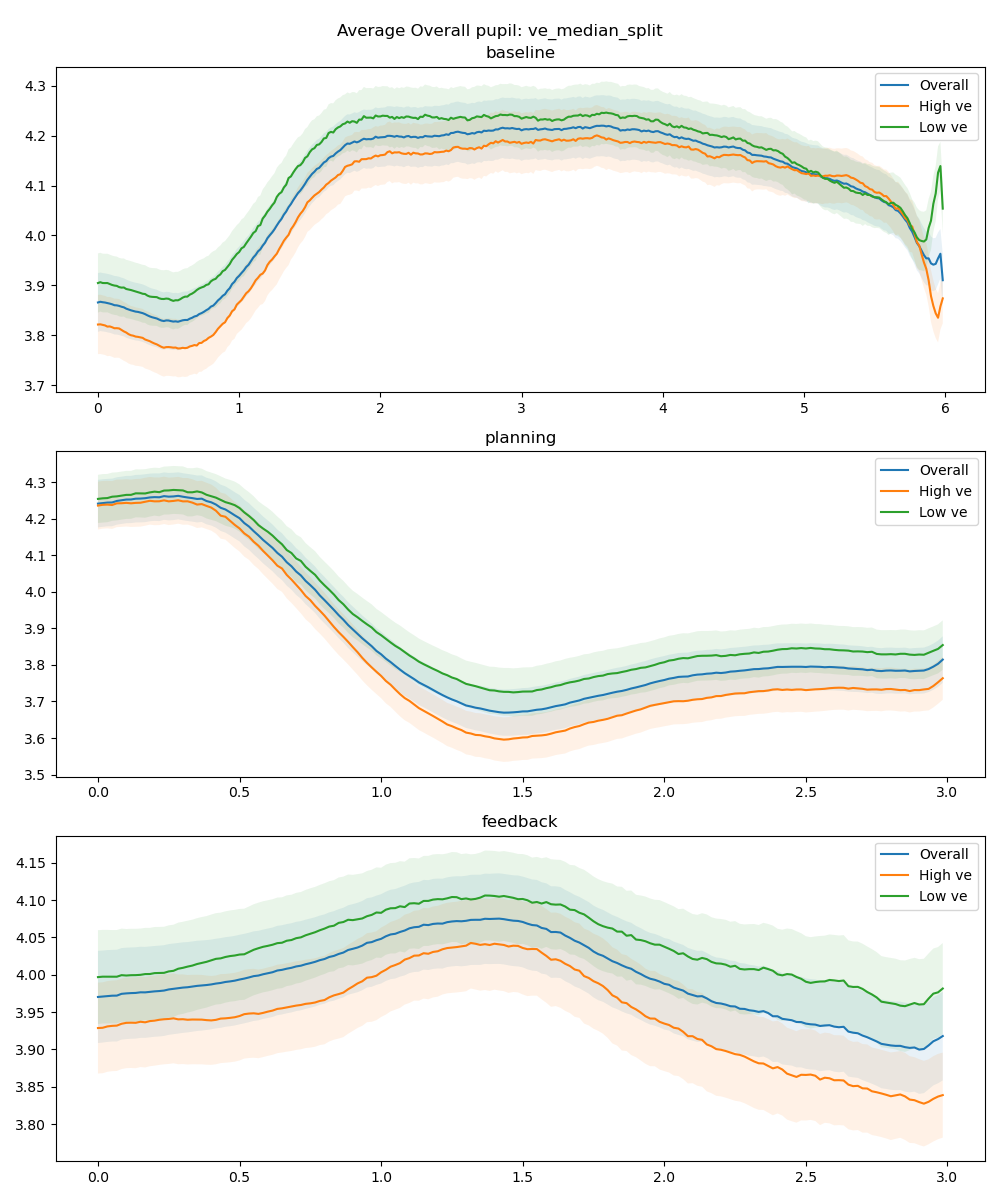 Average Overall pupil: ve_median_split
baseline
Overall
High ve
Low ve
4.3
4.2
4.1
4.0
3.9
3.8
3.7
0 1 2 3 4 5 6
planning
Overall
High ve
Low ve
4.3
4.2
4.1
4.0
3.9
3.8
3.7
3.6
3.5
0.0 0.5 1.0 1.5 2.0 2.5 3.0
feedback
Overall
High ve
Low ve
4.15
4.10
4.05
4.00
3.95
3.90
3.85
3.80
0.0 0.5 1.0 1.5 2.0 2.5 3.0